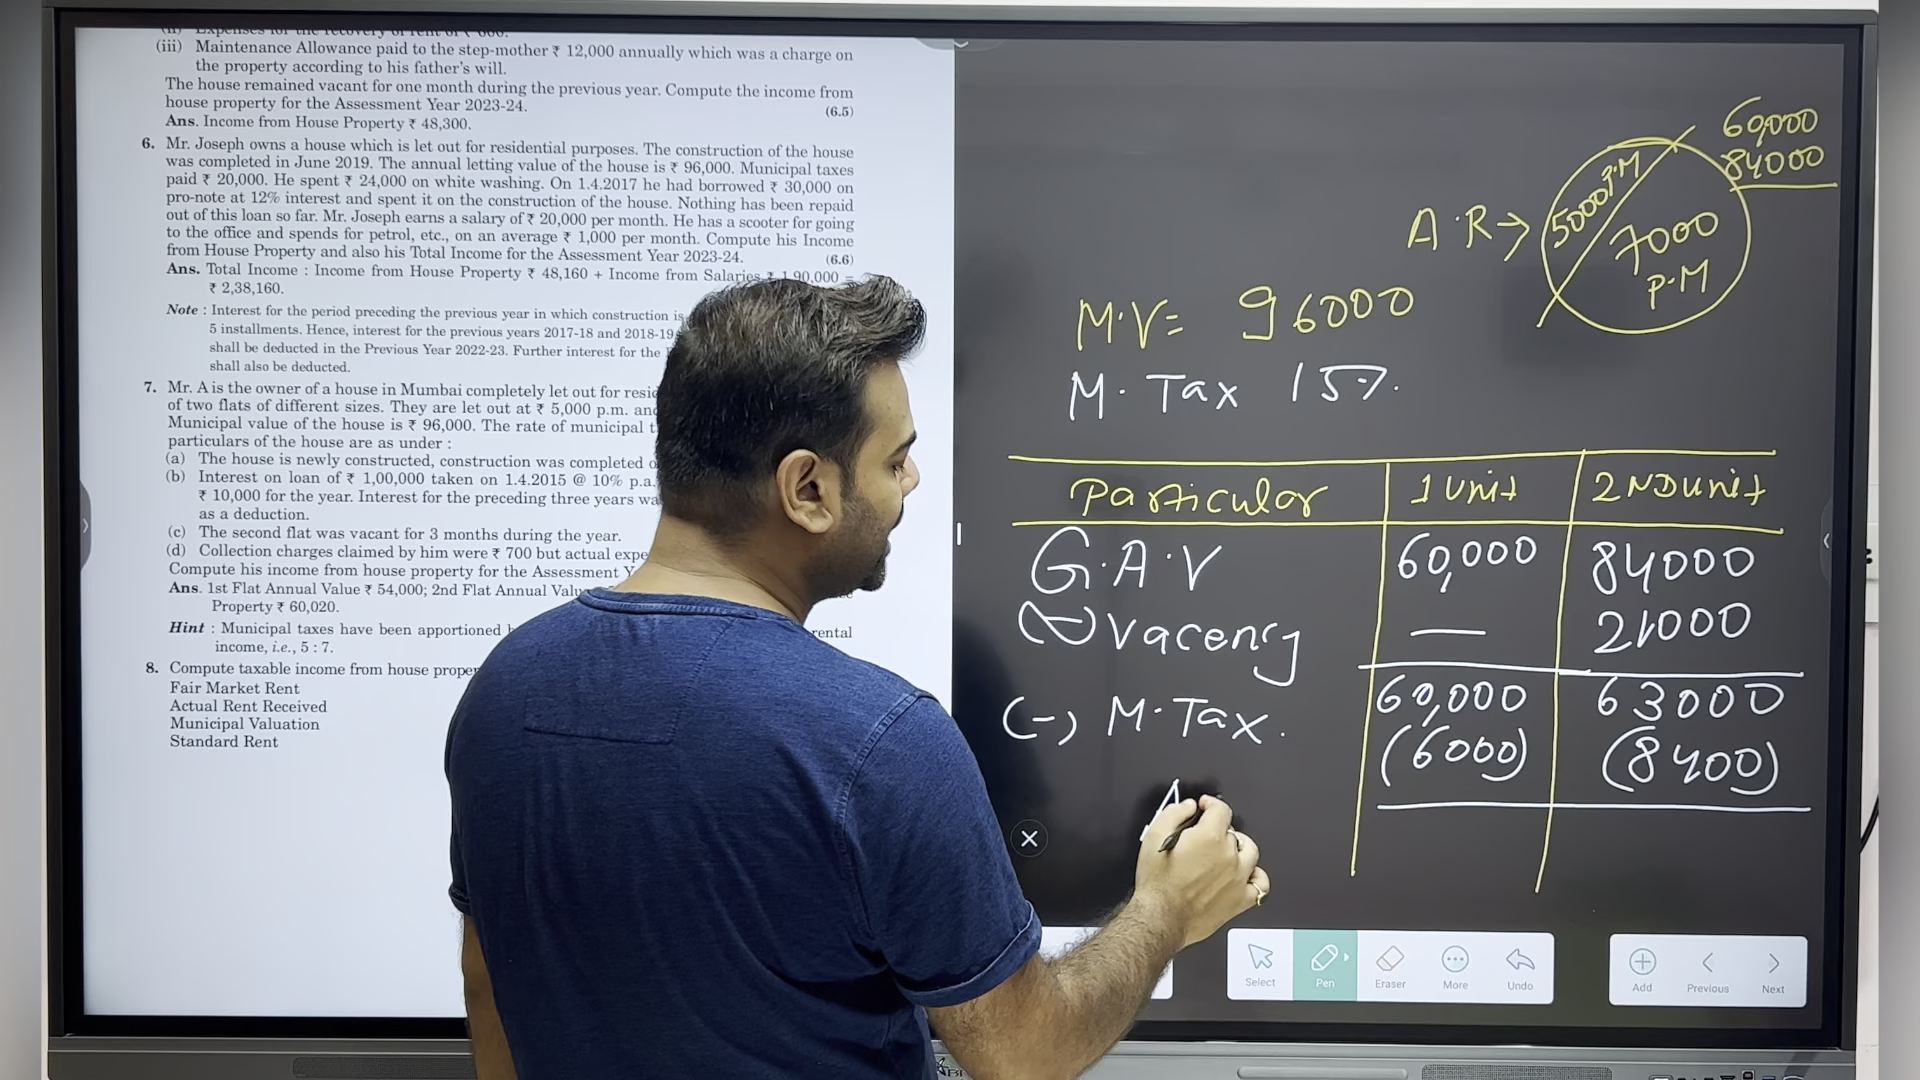 (ii) Expenses for the recovery of rent of ₹ 600.
(iii) Maintenance Allowance paid to the step-mother ₹ 12,000 annually which was a charge on
the property according to his father's will.
The house remained vacant for one month during the previous year. Compute the income from
house property for the Assessment Year 2023-24. (6.5)
Ans. Income from House Property ₹ 48,300.
6. Mr. Joseph owns a house which is let out for residential purposes. The construction of the house
was completed in June 2019. The annual letting value of the house is ₹ 96,000. Municipal taxes
paid ₹ 20,000. He spent ₹ 24,000 on white washing. On 1.4.2017 he had borrowed ₹ 30,000 on
pro-note at 12% interest and spent it on the construction of the house. Nothing has been repaid
out of this loan so far. Mr. Joseph earns a salary of ₹ 20,000 per month. He has a scooter for going
to the office and spends for petrol, etc., on an average ₹ 1,000 per month. Compute his Income
from House Property and also his Total Income for the Assessment Year 2023-24. (6.6)
Ans. Total Income : Income from House Property ₹ 48,160 + Income from Salaries ₹ 1,90,000 =
₹ 2,38,160.
Note : Interest for the period preceding the previous year in which construction is
5 installments. Hence, interest for the previous years 2017-18 and 2018-19
shall be deducted in the Previous Year 2022-23. Further interest for the
shall also be deducted.
7. Mr. A is the owner of a house in Mumbai completely let out for resi
of two flats of different sizes. They are let out at ₹ 5,000 p.m. and
Municipal value of the house is ₹ 96,000. The rate of municipal t
particulars of the house are as under :
(a) The house is newly constructed, construction was completed o
(b) Interest on loan of ₹ 1,00,000 taken on 1.4.2015 @ 10% p.a.
₹ 10,000 for the year. Interest for the preceding three years wa
as a deduction.
(c) The second flat was vacant for 3 months during the year.
(d) Collection charges claimed by him were ₹ 700 but actual expe
Compute his income from house property for the Assessment Y
Ans. 1st Flat Annual Value ₹ 54,000; 2nd Flat Annual Valu
Property ₹ 60,020.
Hint : Municipal taxes have been apportioned rental
income, i.e., 5 : 7.
8. Compute taxable income from house proper
Fair Market Rent
Actual Rent Received
Municipal Valuation
Standard Rent
60,000
84000
A.R→
5000 P.M
7000
P.M
M.V= 96000
M. Tax 15%.
Particular 1 Unit 2ND Unit
G.A.V 60,000 84000
(-) Vacency — 21000
60,000 63000
(-) M. Tax. (6000) (8400)
Select
Pen
Eraser
More
Undo
Add
Previous
Next